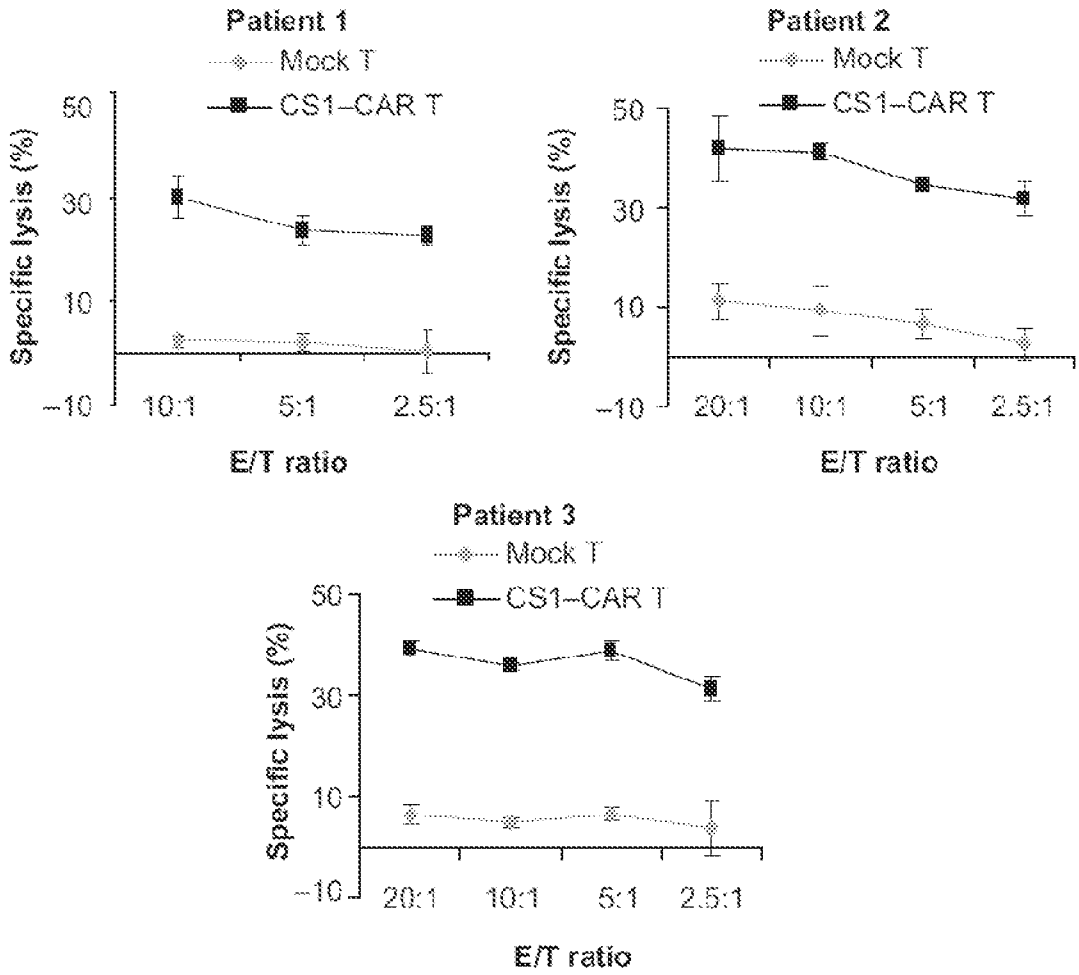 Patient 1
Mock T
CS1–CAR T
Specific lysis (%)
50
30
10
–10
10:1 5:1 2.5:1
E/T ratio
Patient 2
Mock T
CS1–CAR T
Specific lysis (%)
50
30
10
–10
20:1 10:1 5:1 2.5:1
E/T ratio
Patient 3
Mock T
CS1–CAR T
Specific lysis (%)
50
30
10
–10
20:1 10:1 5:1 2.5:1
E/T ratio